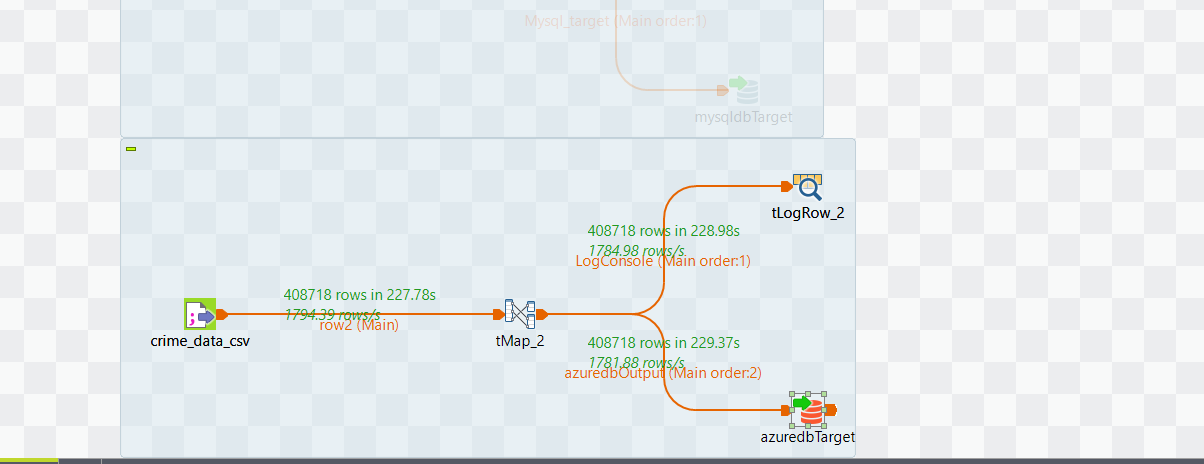 Mysql_target (Main order:1)
mysqldbTarget
tLogRow_2
408718 rows in 228.98s
1784.98 rows/s
LogConsole (Main order:1)
408718 rows in 227.78s
1794.39 rows/s
row2 (Main)
crime_data_csv
tMap_2
408718 rows in 229.37s
1781.88 rows/s
azuredbOutput (Main order:2)
azuredbTarget